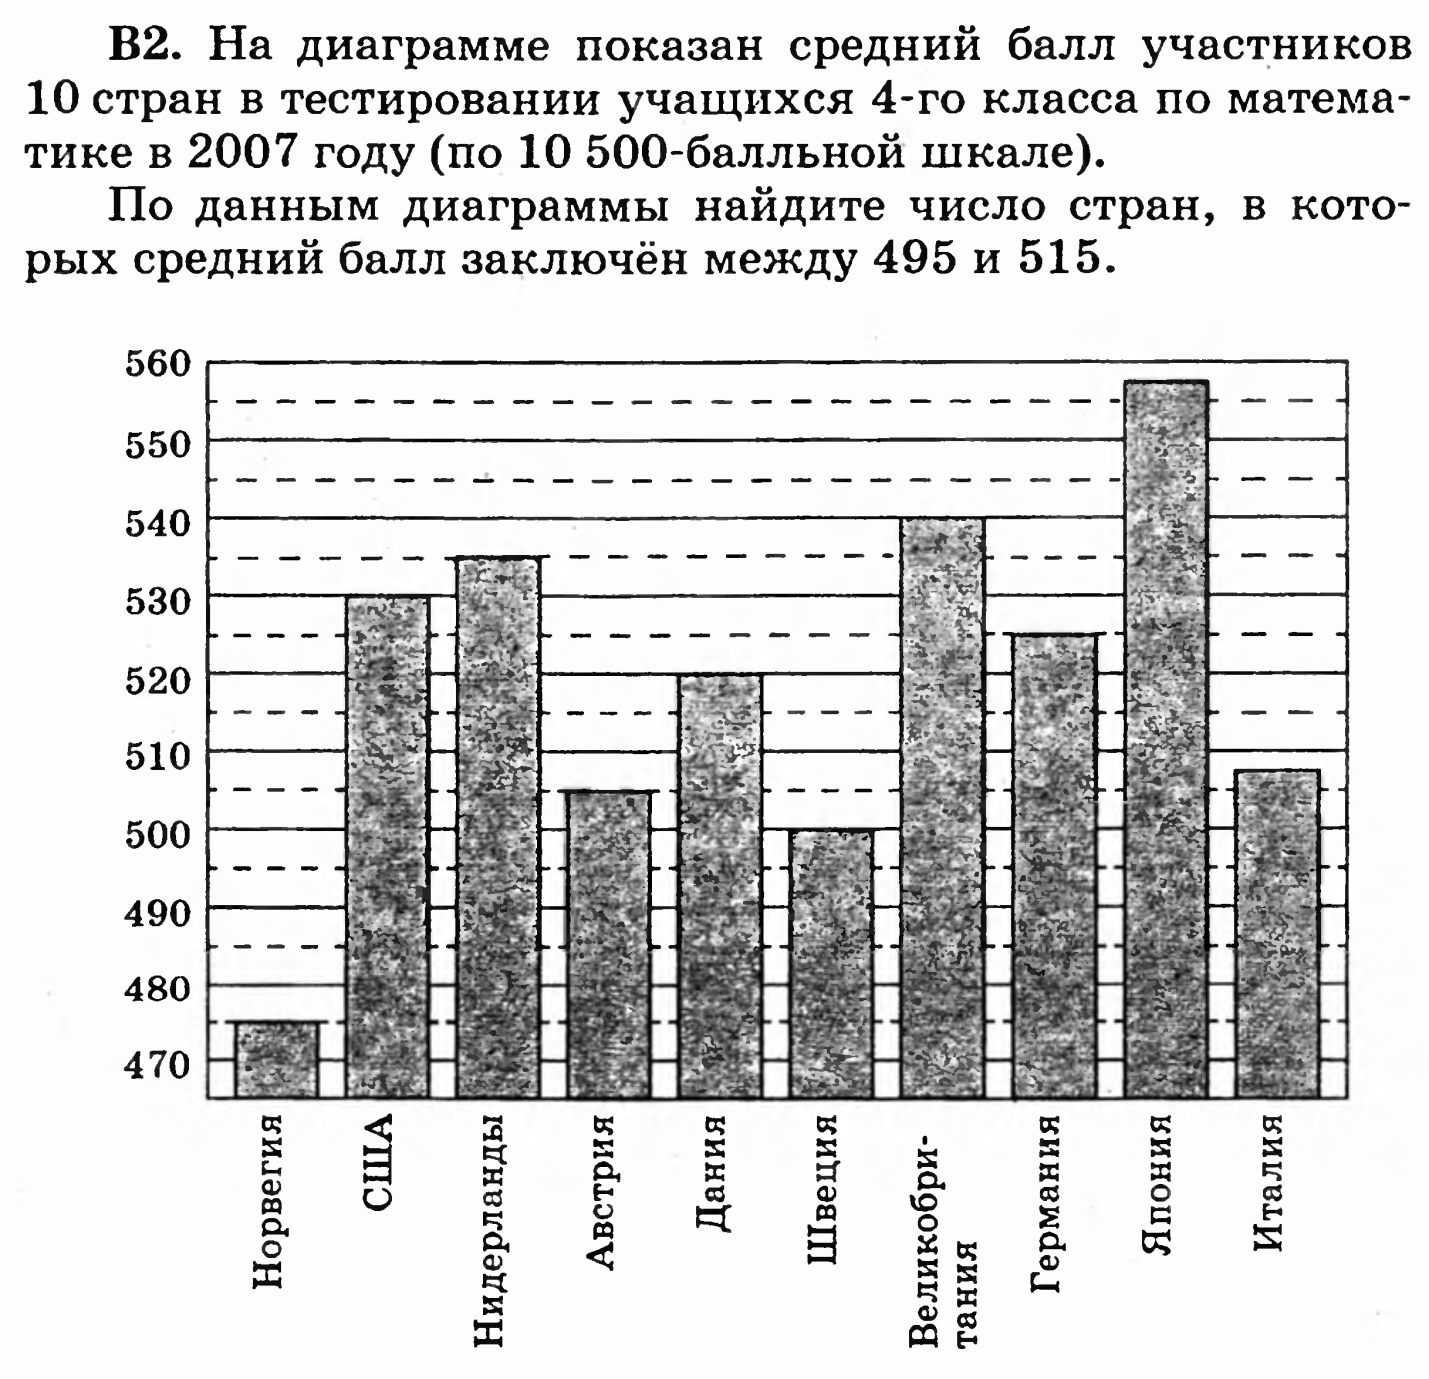 В2. На диаграмме показан средний балл участников
10 стран в тестировании учащихся 4-го класса по матема-
тике в 2007 году (по 10 500-балльной шкале).
По данным диаграммы найдите число стран, в кото-
рых средний балл заключён между 495 и 515.
560
550
540
530
520
510
500
490
480
470
Норвегия
США
Нидерланды
Австрия
Дания
Швеция
Великобри-
тания
Германия
Япония
Италия